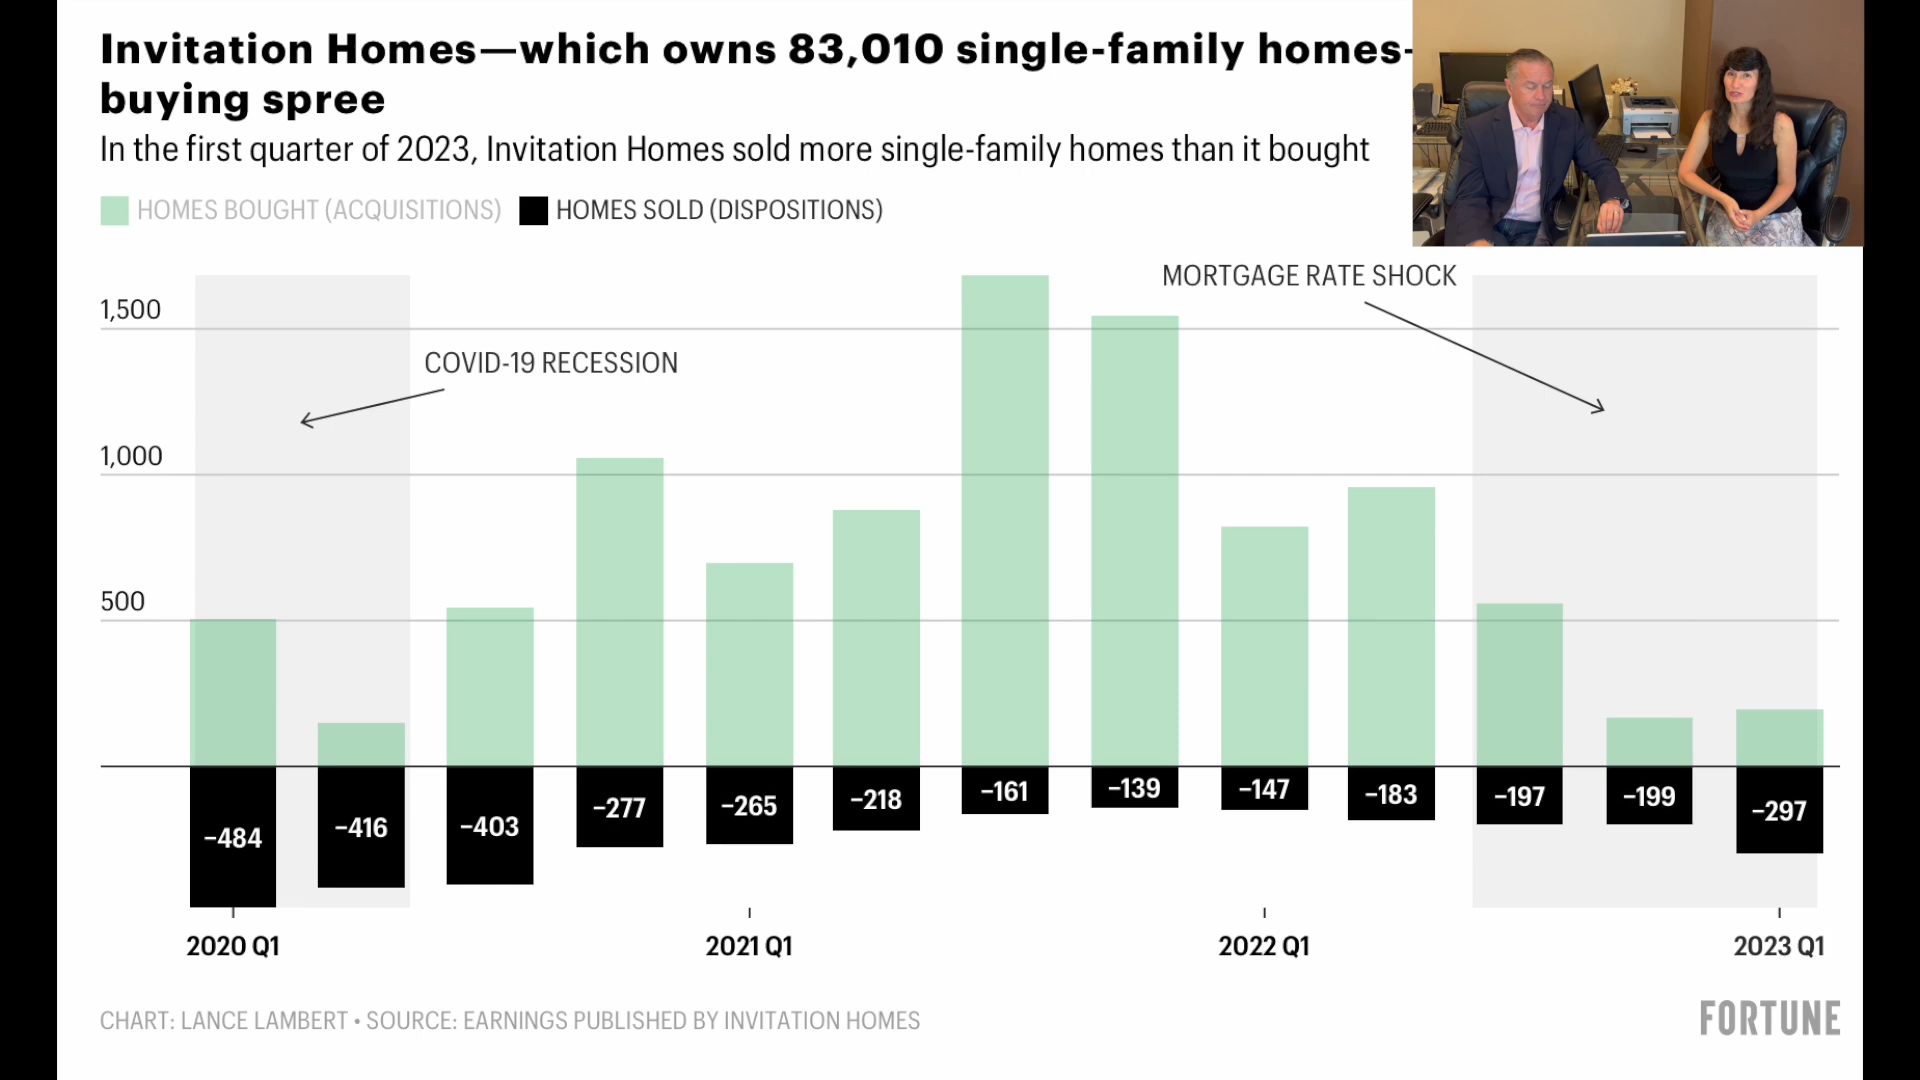 Invitation Homes—which owns 83,010 single-family homes-
buying spree
In the first quarter of 2023, Invitation Homes sold more single-family homes than it bought
HOMES BOUGHT (ACQUISITIONS) HOMES SOLD (DISPOSITIONS)
MORTGAGE RATE SHOCK
1,500
COVID-19 RECESSION
1,000
500
−484 −416 −403 −277 −265 −218 −161 −139 −147 −183 −197 −199 −297
2020 Q1 2021 Q1 2022 Q1 2023 Q1
CHART: LANCE LAMBERT • SOURCE: EARNINGS PUBLISHED BY INVITATION HOMES
FORTUNE